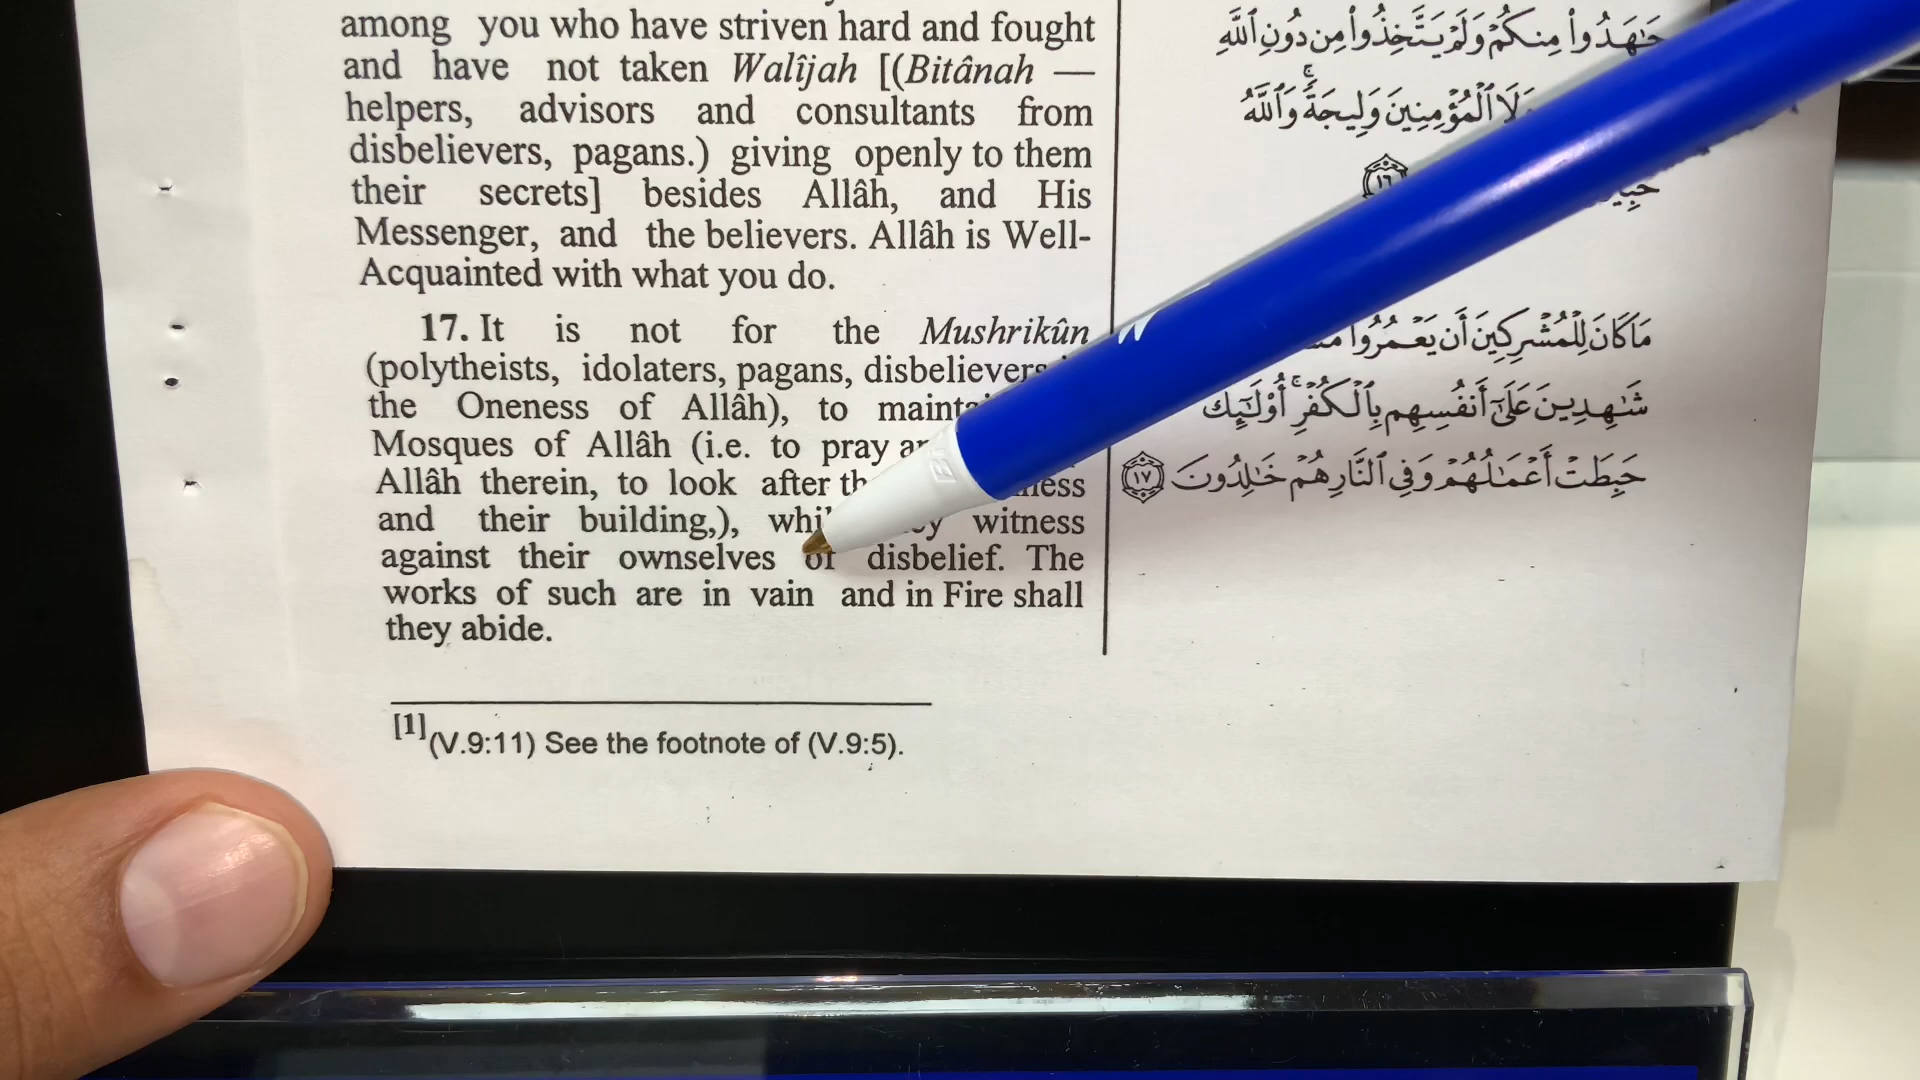 among you who have striven hard and fought
and have not taken Walîjah [(Bitânah —
helpers, advisors and consultants from
disbelievers, pagans.) giving openly to them
their secrets] besides Allâh, and His
Messenger, and the believers. Allâh is Well-
Acquainted with what you do.
17. It is not for the Mushrikûn
(polytheists, idolaters, pagans, disbelievers
the Oneness of Allâh), to
Mosques of Allâh (i.e. to pray
Allâh therein, to look after
and their building,), witness
against their ownselves of disbelief. The
works of such are in vain and in Fire shall
they abide.
[1] (V.9:11) See the footnote of (V.9:5).
جَٰهَدُوا۟ مِنكُمْ وَلَمْ يَتَّخِذُوا۟ مِن دُونِ ٱللَّهِ
وَلَا ٱلْمُؤْمِنِينَ وَلِيجَةً ۚ وَٱللَّهُ
١٦
مَا كَانَ لِلْمُشْرِكِينَ أَن يَعْمُرُوا۟
شَٰهِدِينَ عَلَىٰٓ أَنفُسِهِم بِٱلْكُفْرِ ۚ أُو۟لَٰٓئِكَ
حَبِطَتْ أَعْمَٰلُهُمْ وَفِى ٱلنَّارِ هُمْ خَٰلِدُونَ ١٧